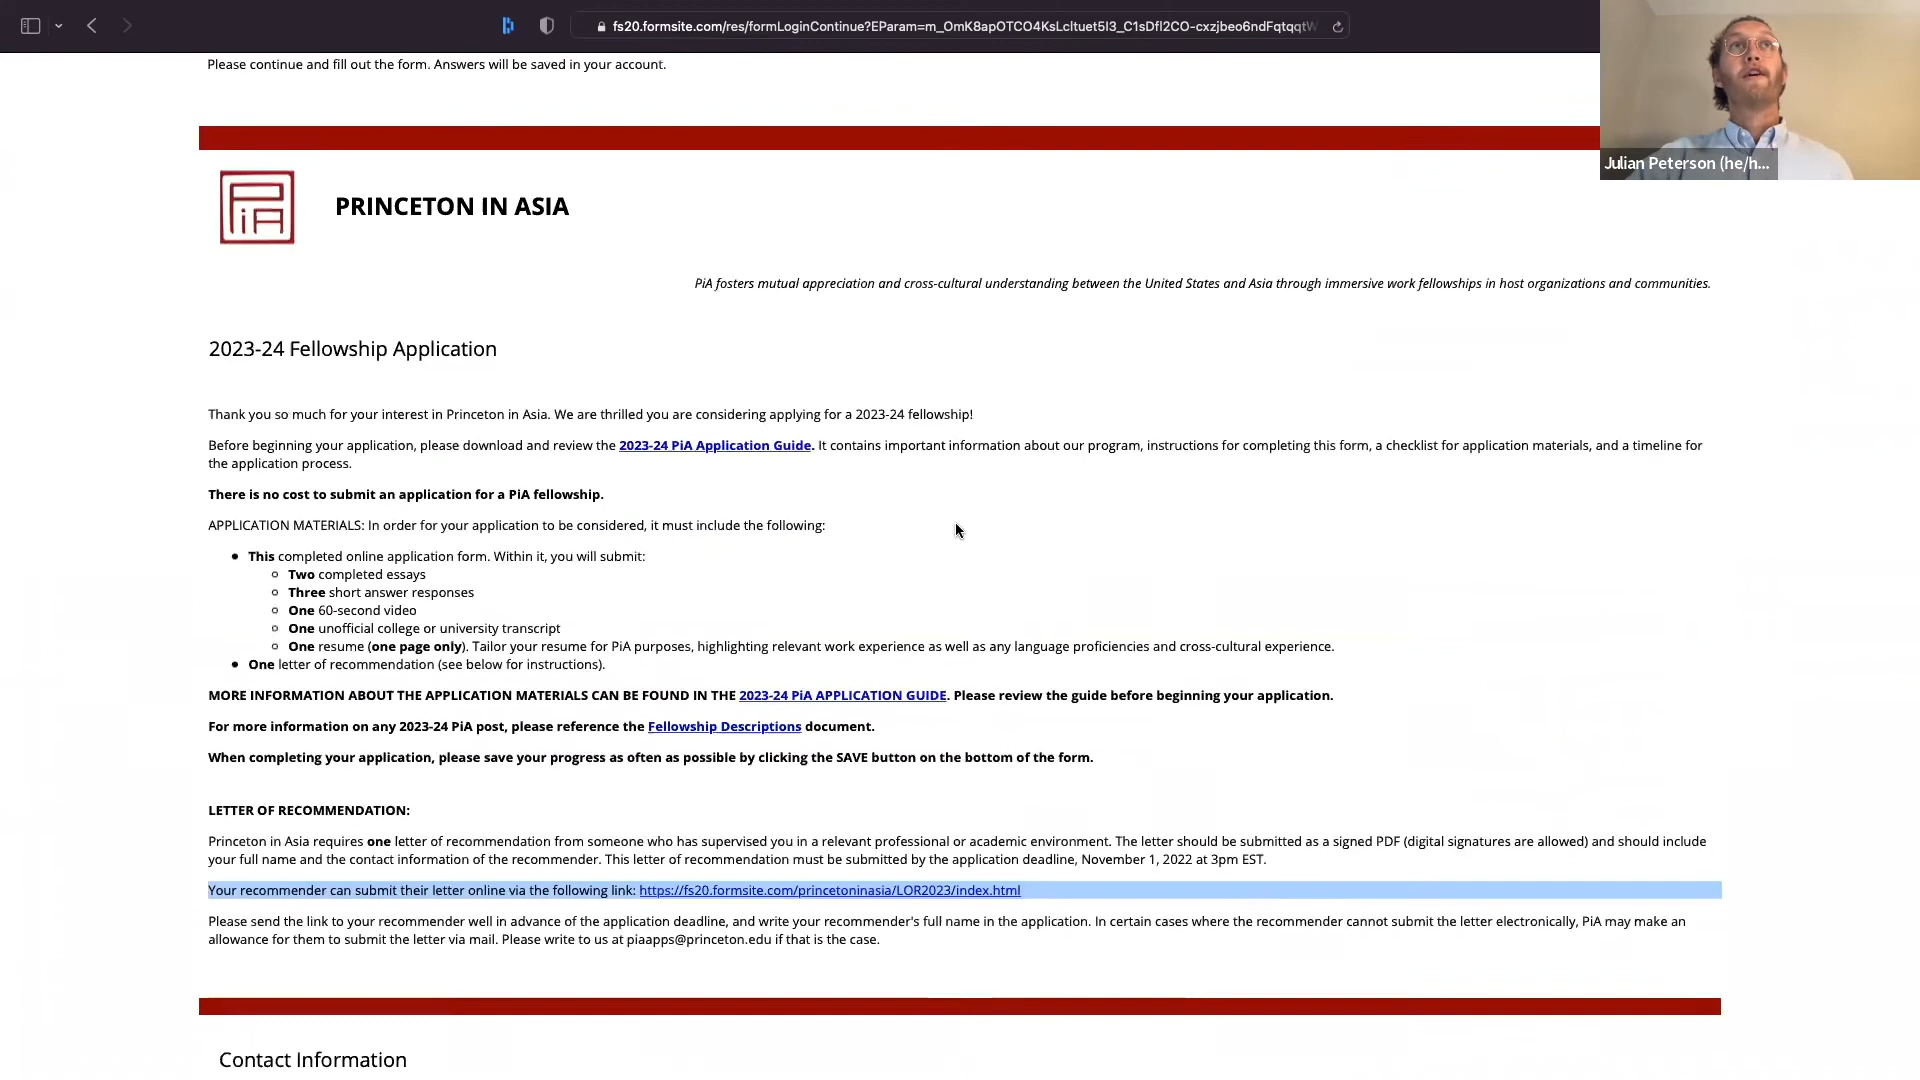 fs20.formsite.com/res/formLoginContinue?EParam=m_OmK8apOTCO4KsLcltuet5I3_C1sDfl2CO-cxzjbeo6ndFqtqqtW
Please continue and fill out the form. Answers will be saved in your account.
Julian Peterson (he/h...
PiA
PRINCETON IN ASIA
PiA fosters mutual appreciation and cross-cultural understanding between the United States and Asia through immersive work fellowships in host organizations and communities.
2023-24 Fellowship Application
Thank you so much for your interest in Princeton in Asia. We are thrilled you are considering applying for a 2023-24 fellowship!
Before beginning your application, please download and review the 2023-24 PiA Application Guide. It contains important information about our program, instructions for completing this form, a checklist for application materials, and a timeline for
the application process.
There is no cost to submit an application for a PiA fellowship.
APPLICATION MATERIALS: In order for your application to be considered, it must include the following:
This completed online application form. Within it, you will submit:
Two completed essays
Three short answer responses
One 60-second video
One unofficial college or university transcript
One resume (one page only). Tailor your resume for PiA purposes, highlighting relevant work experience as well as any language proficiencies and cross-cultural experience.
One letter of recommendation (see below for instructions).
MORE INFORMATION ABOUT THE APPLICATION MATERIALS CAN BE FOUND IN THE 2023-24 PiA APPLICATION GUIDE. Please review the guide before beginning your application.
For more information on any 2023-24 PiA post, please reference the Fellowship Descriptions document.
When completing your application, please save your progress as often as possible by clicking the SAVE button on the bottom of the form.
LETTER OF RECOMMENDATION:
Princeton in Asia requires one letter of recommendation from someone who has supervised you in a relevant professional or academic environment. The letter should be submitted as a signed PDF (digital signatures are allowed) and should include
your full name and the contact information of the recommender. This letter of recommendation must be submitted by the application deadline, November 1, 2022 at 3pm EST.
Your recommender can submit their letter online via the following link: https://fs20.formsite.com/princetoninasia/LOR2023/index.html
Please send the link to your recommender well in advance of the application deadline, and write your recommender's full name in the application. In certain cases where the recommender cannot submit the letter electronically, PiA may make an
allowance for them to submit the letter via mail. Please write to us at piaapps@princeton.edu if that is the case.
Contact Information